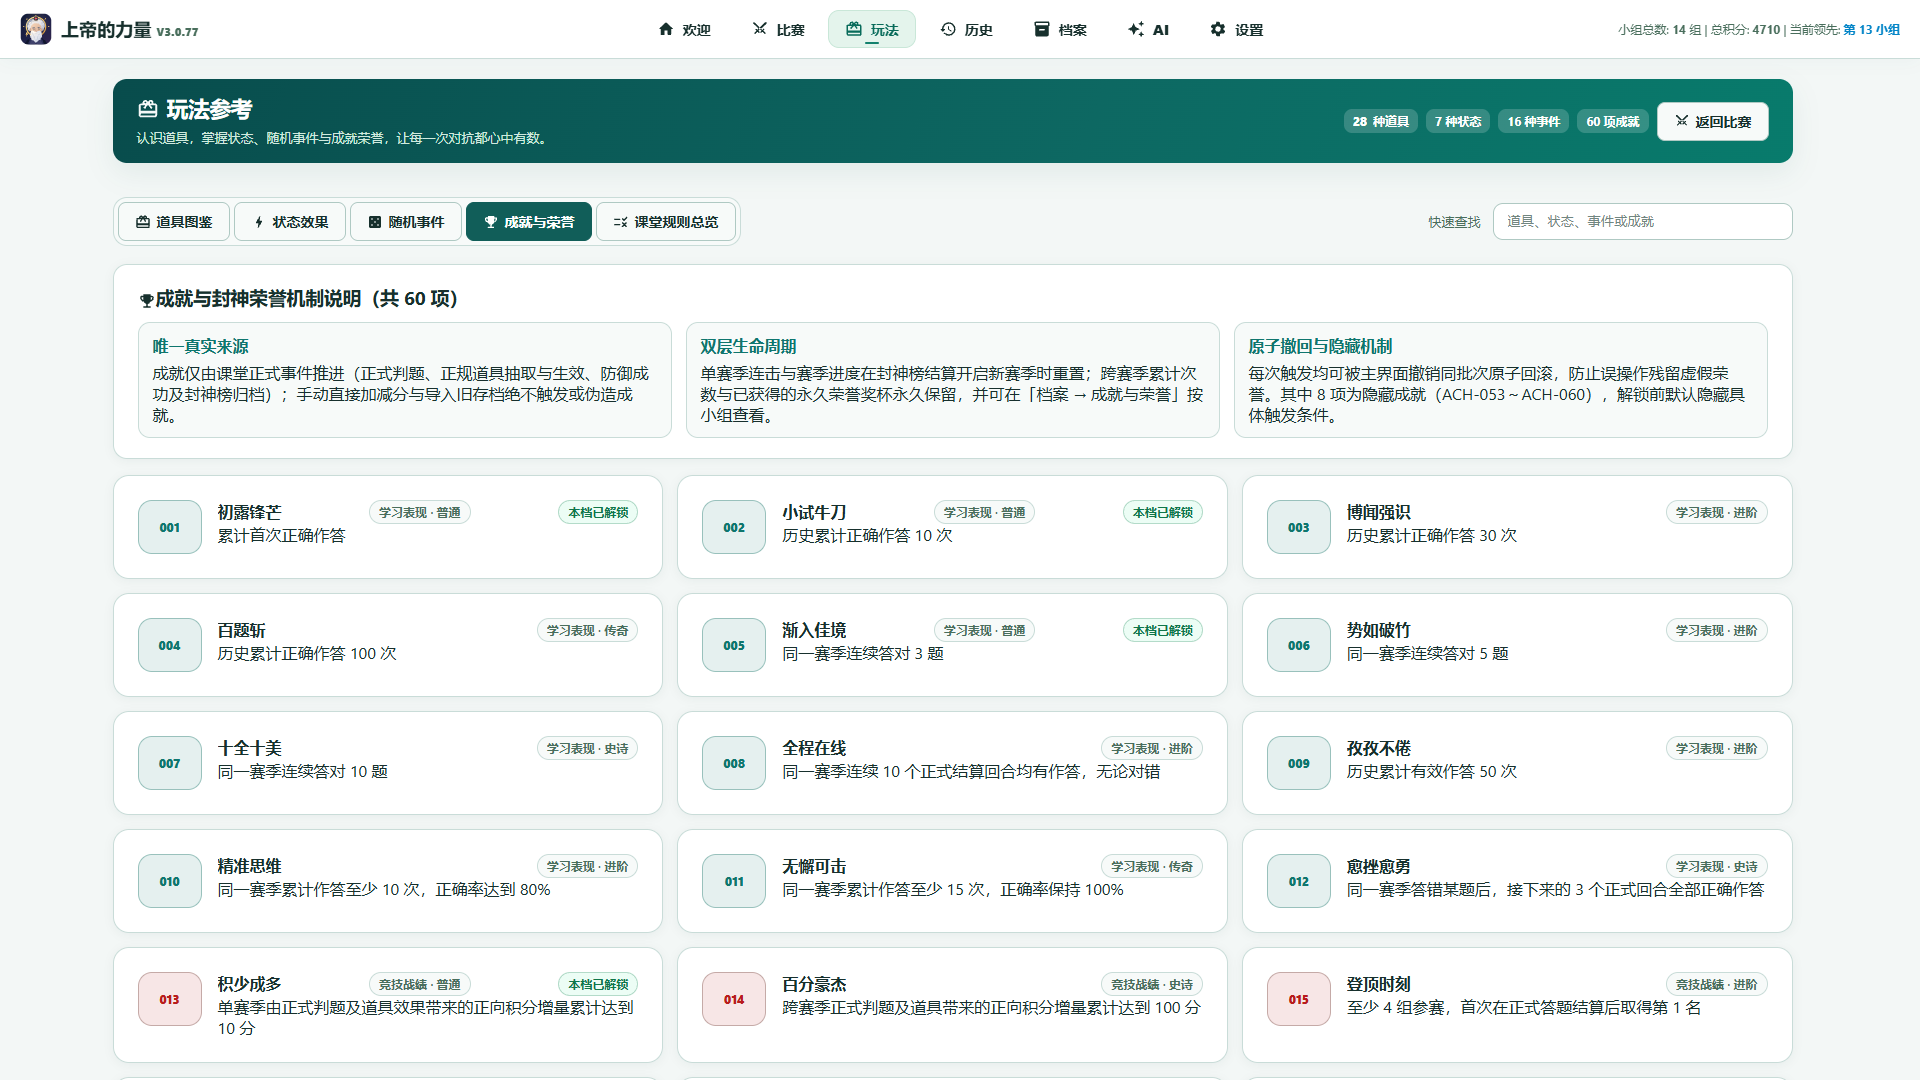 上帝的力量 V3.0.77
欢迎
比赛
玩法
历史
档案
AI
设置
小组总数: 14 组 | 总积分: 4710 | 当前领先: 第 13 小组
玩法参考
认识道具，掌握状态、随机事件与成就荣誉，让每一次对抗都心中有数。
28 种道具
7 种状态
16 种事件
60 项成就
返回比赛
道具图鉴
状态效果
随机事件
成就与荣誉
课堂规则总览
快速查找
道具、状态、事件或成就
成就与封神荣誉机制说明（共 60 项）
唯一真实来源
成就仅由课堂正式事件推进（正式判题、正规道具抽取与生效、防御成
功及封神榜归档）；手动直接加减分与导入旧存档绝不触发或伪造成
就。
双层生命周期
单赛季连击与赛季进度在封神榜结算开启新赛季时重置；跨赛季累计次
数与已获得的永久荣誉奖杯永久保留，并可在「档案 → 成就与荣誉」按
小组查看。
原子撤回与隐藏机制
每次触发均可被主界面撤销同批次原子回滚，防止误操作残留虚假荣
誉。其中 8 项为隐藏成就（ACH-053 ~ ACH-060），解锁前默认隐藏具
体触发条件。
001
初露锋芒
学习表现 · 普通
本档已解锁
累计首次正确作答
002
小试牛刀
学习表现 · 普通
本档已解锁
历史累计正确作答 10 次
003
博闻强识
学习表现 · 进阶
历史累计正确作答 30 次
004
百题斩
学习表现 · 传奇
历史累计正确作答 100 次
005
渐入佳境
学习表现 · 普通
本档已解锁
同一赛季连续答对 3 题
006
势如破竹
学习表现 · 进阶
同一赛季连续答对 5 题
007
十全十美
学习表现 · 史诗
同一赛季连续答对 10 题
008
全程在线
学习表现 · 进阶
同一赛季连续 10 个正式结算回合均有作答，无论对错
009
孜孜不倦
学习表现 · 进阶
历史累计有效作答 50 次
010
精准思维
学习表现 · 进阶
同一赛季累计作答至少 10 次，正确率达到 80%
011
无懈可击
学习表现 · 传奇
同一赛季累计作答至少 15 次，正确率保持 100%
012
愈挫愈勇
学习表现 · 史诗
同一赛季答错某题后，接下来的 3 个正式回合全部正确作答
013
积少成多
竞技战绩 · 普通
本档已解锁
单赛季由正式判题及道具效果带来的正向积分增量累计达到
10 分
014
百分豪杰
竞技战绩 · 史诗
跨赛季正式判题及道具带来的正向积分增量累计达到 100 分
015
登顶时刻
竞技战绩 · 进阶
至少 4 组参赛，首次在正式答题结算后取得第 1 名